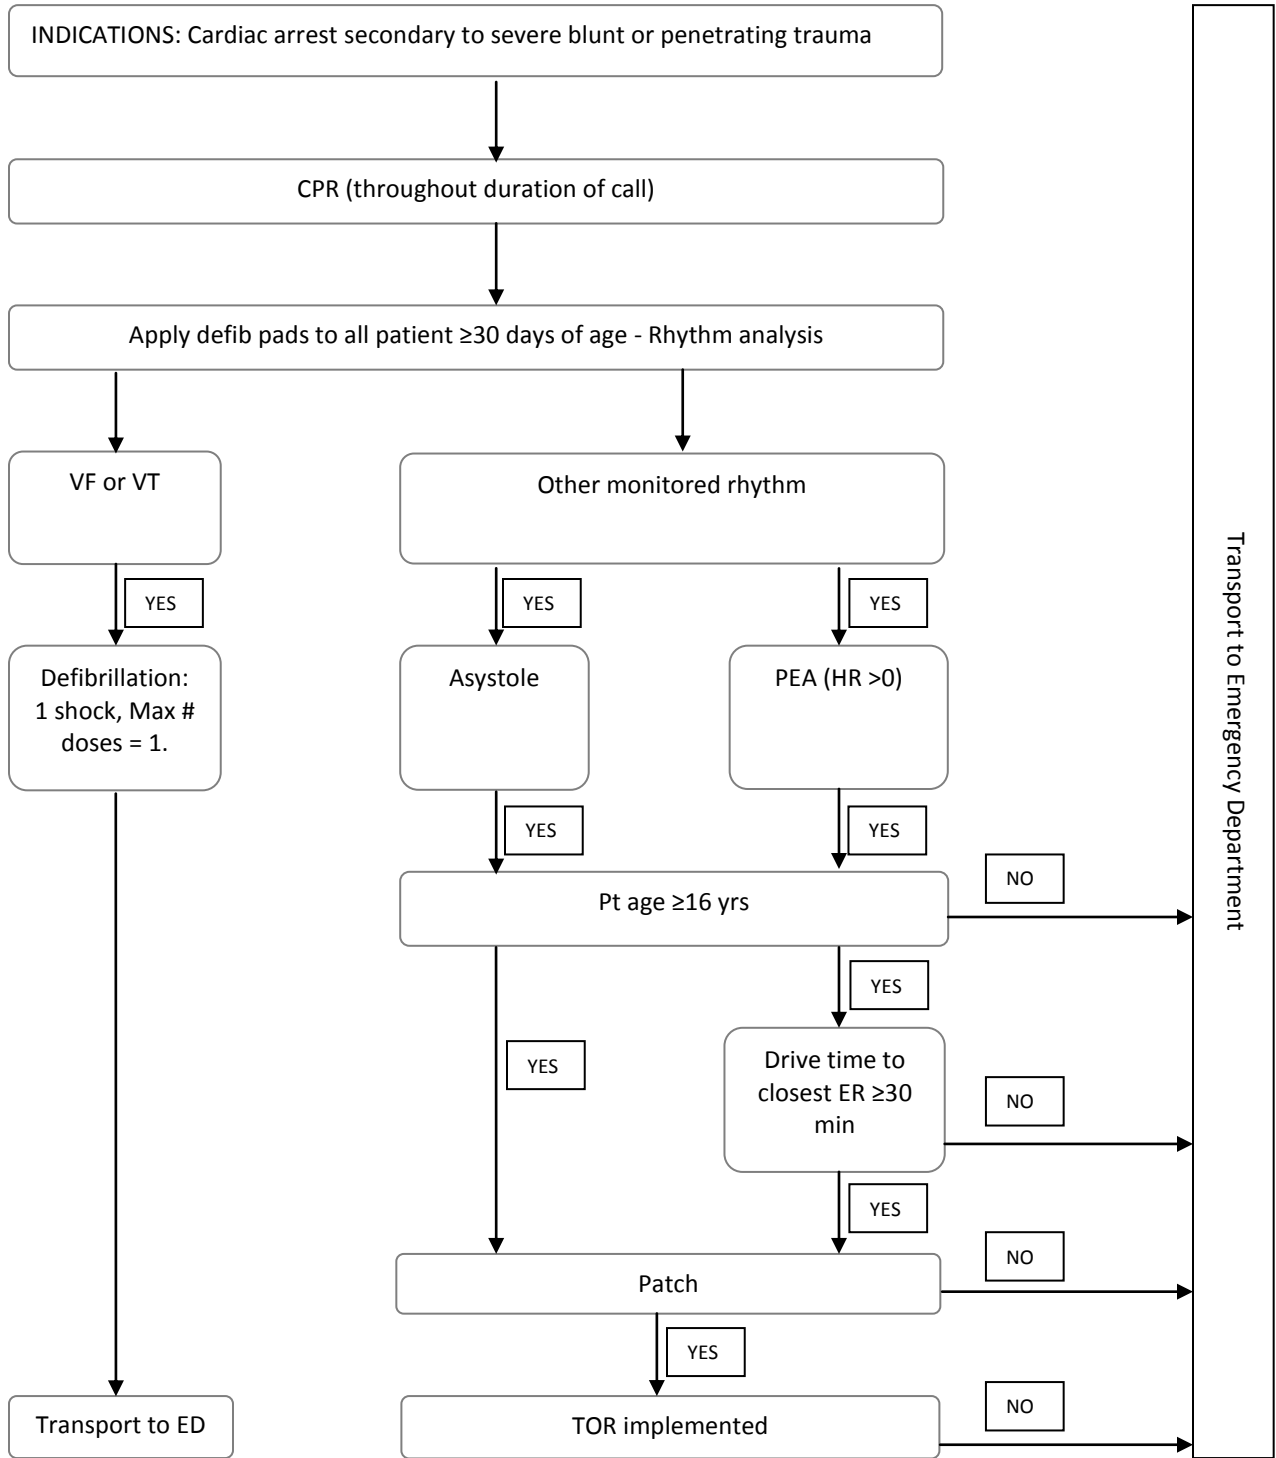 INDICATIONS: Cardiac arrest secondary to severe blunt or penetrating trauma
CPR (throughout duration of call)
Apply defib pads to all patient ≥30 days of age - Rhythm analysis
VF or VT
Other monitored rhythm
YES
YES
YES
Defibrillation:
1 shock, Max #
doses = 1.
Asystole
PEA (HR >0)
YES
YES
Pt age ≥16 yrs
NO
YES
YES
Drive time to
closest ER ≥30
min
NO
YES
Patch
NO
YES
Transport to ED
TOR implemented
NO
Transport to Emergency Department